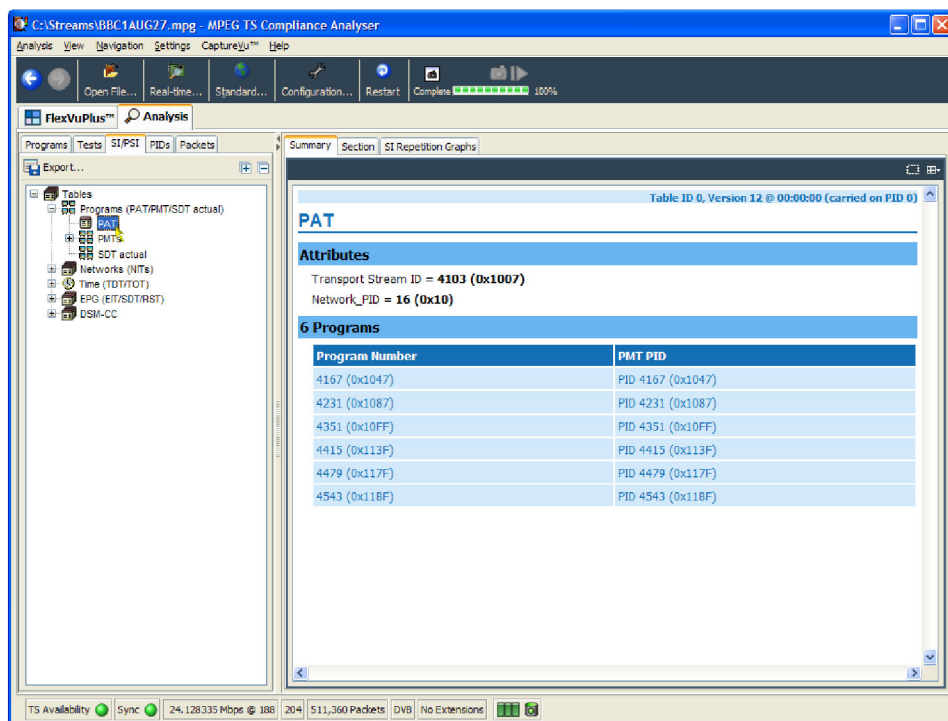 C:\Streams\BBC1AUG27.mpg - MPEG TS Compliance Analyser
Analysis View Navigation Settings CaptureVu™ Help
Open File... Real-time... Standard... Configuration... Restart Complete 100%
FlexVuPlus™ Analysis
Programs Tests SI/PSI PIDs Packets
Summary Section SI Repetition Graphs
Export...
Tables
Programs (PAT/PMT/SDT actual)
PAT
PMTs
SDT actual
Networks (NITs)
Time (TDT/TOT)
EPG (EIT/SDT/RST)
DSM-CC
Table ID 0, Version 12 @ 00:00:00 (carried on PID 0)
PAT
Attributes
Transport Stream ID = 4103 (0x1007)
Network_PID = 16 (0x10)
6 Programs
Program Number PMT PID
4167 (0x1047) PID 4167 (0x1047)
4231 (0x1087) PID 4231 (0x1087)
4351 (0x10FF) PID 4351 (0x10FF)
4415 (0x113F) PID 4415 (0x113F)
4479 (0x117F) PID 4479 (0x117F)
4543 (0x11BF) PID 4543 (0x11BF)
TS Availability Sync 24.128335 Mbps @ 188 204 511,360 Packets DVB No Extensions